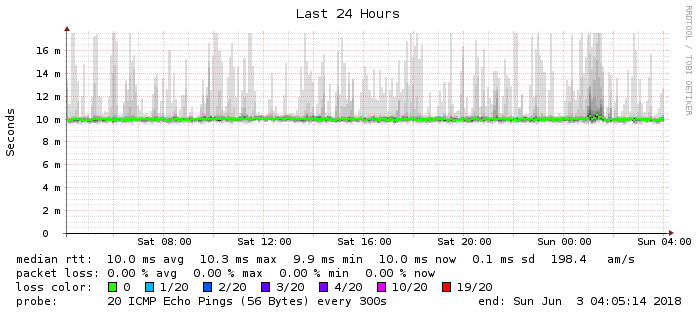 Last 24 Hours
RRDTOOL / TOBI OETIKER
Seconds
16 m
14 m
12 m
10 m
8 m
6 m
4 m
2 m
0
Sat 08:00 Sat 12:00 Sat 16:00 Sat 20:00 Sun 00:00 Sun 04:00
median rtt: 10.0 ms avg 10.3 ms max 9.9 ms min 10.0 ms now 0.1 ms sd 198.4 am/s
packet loss: 0.00 % avg 0.00 % max 0.00 % min 0.00 % now
loss color: 0 1/20 2/20 3/20 4/20 10/20 19/20
probe: 20 ICMP Echo Pings (56 Bytes) every 300s end: Sun Jun 3 04:05:14 2018